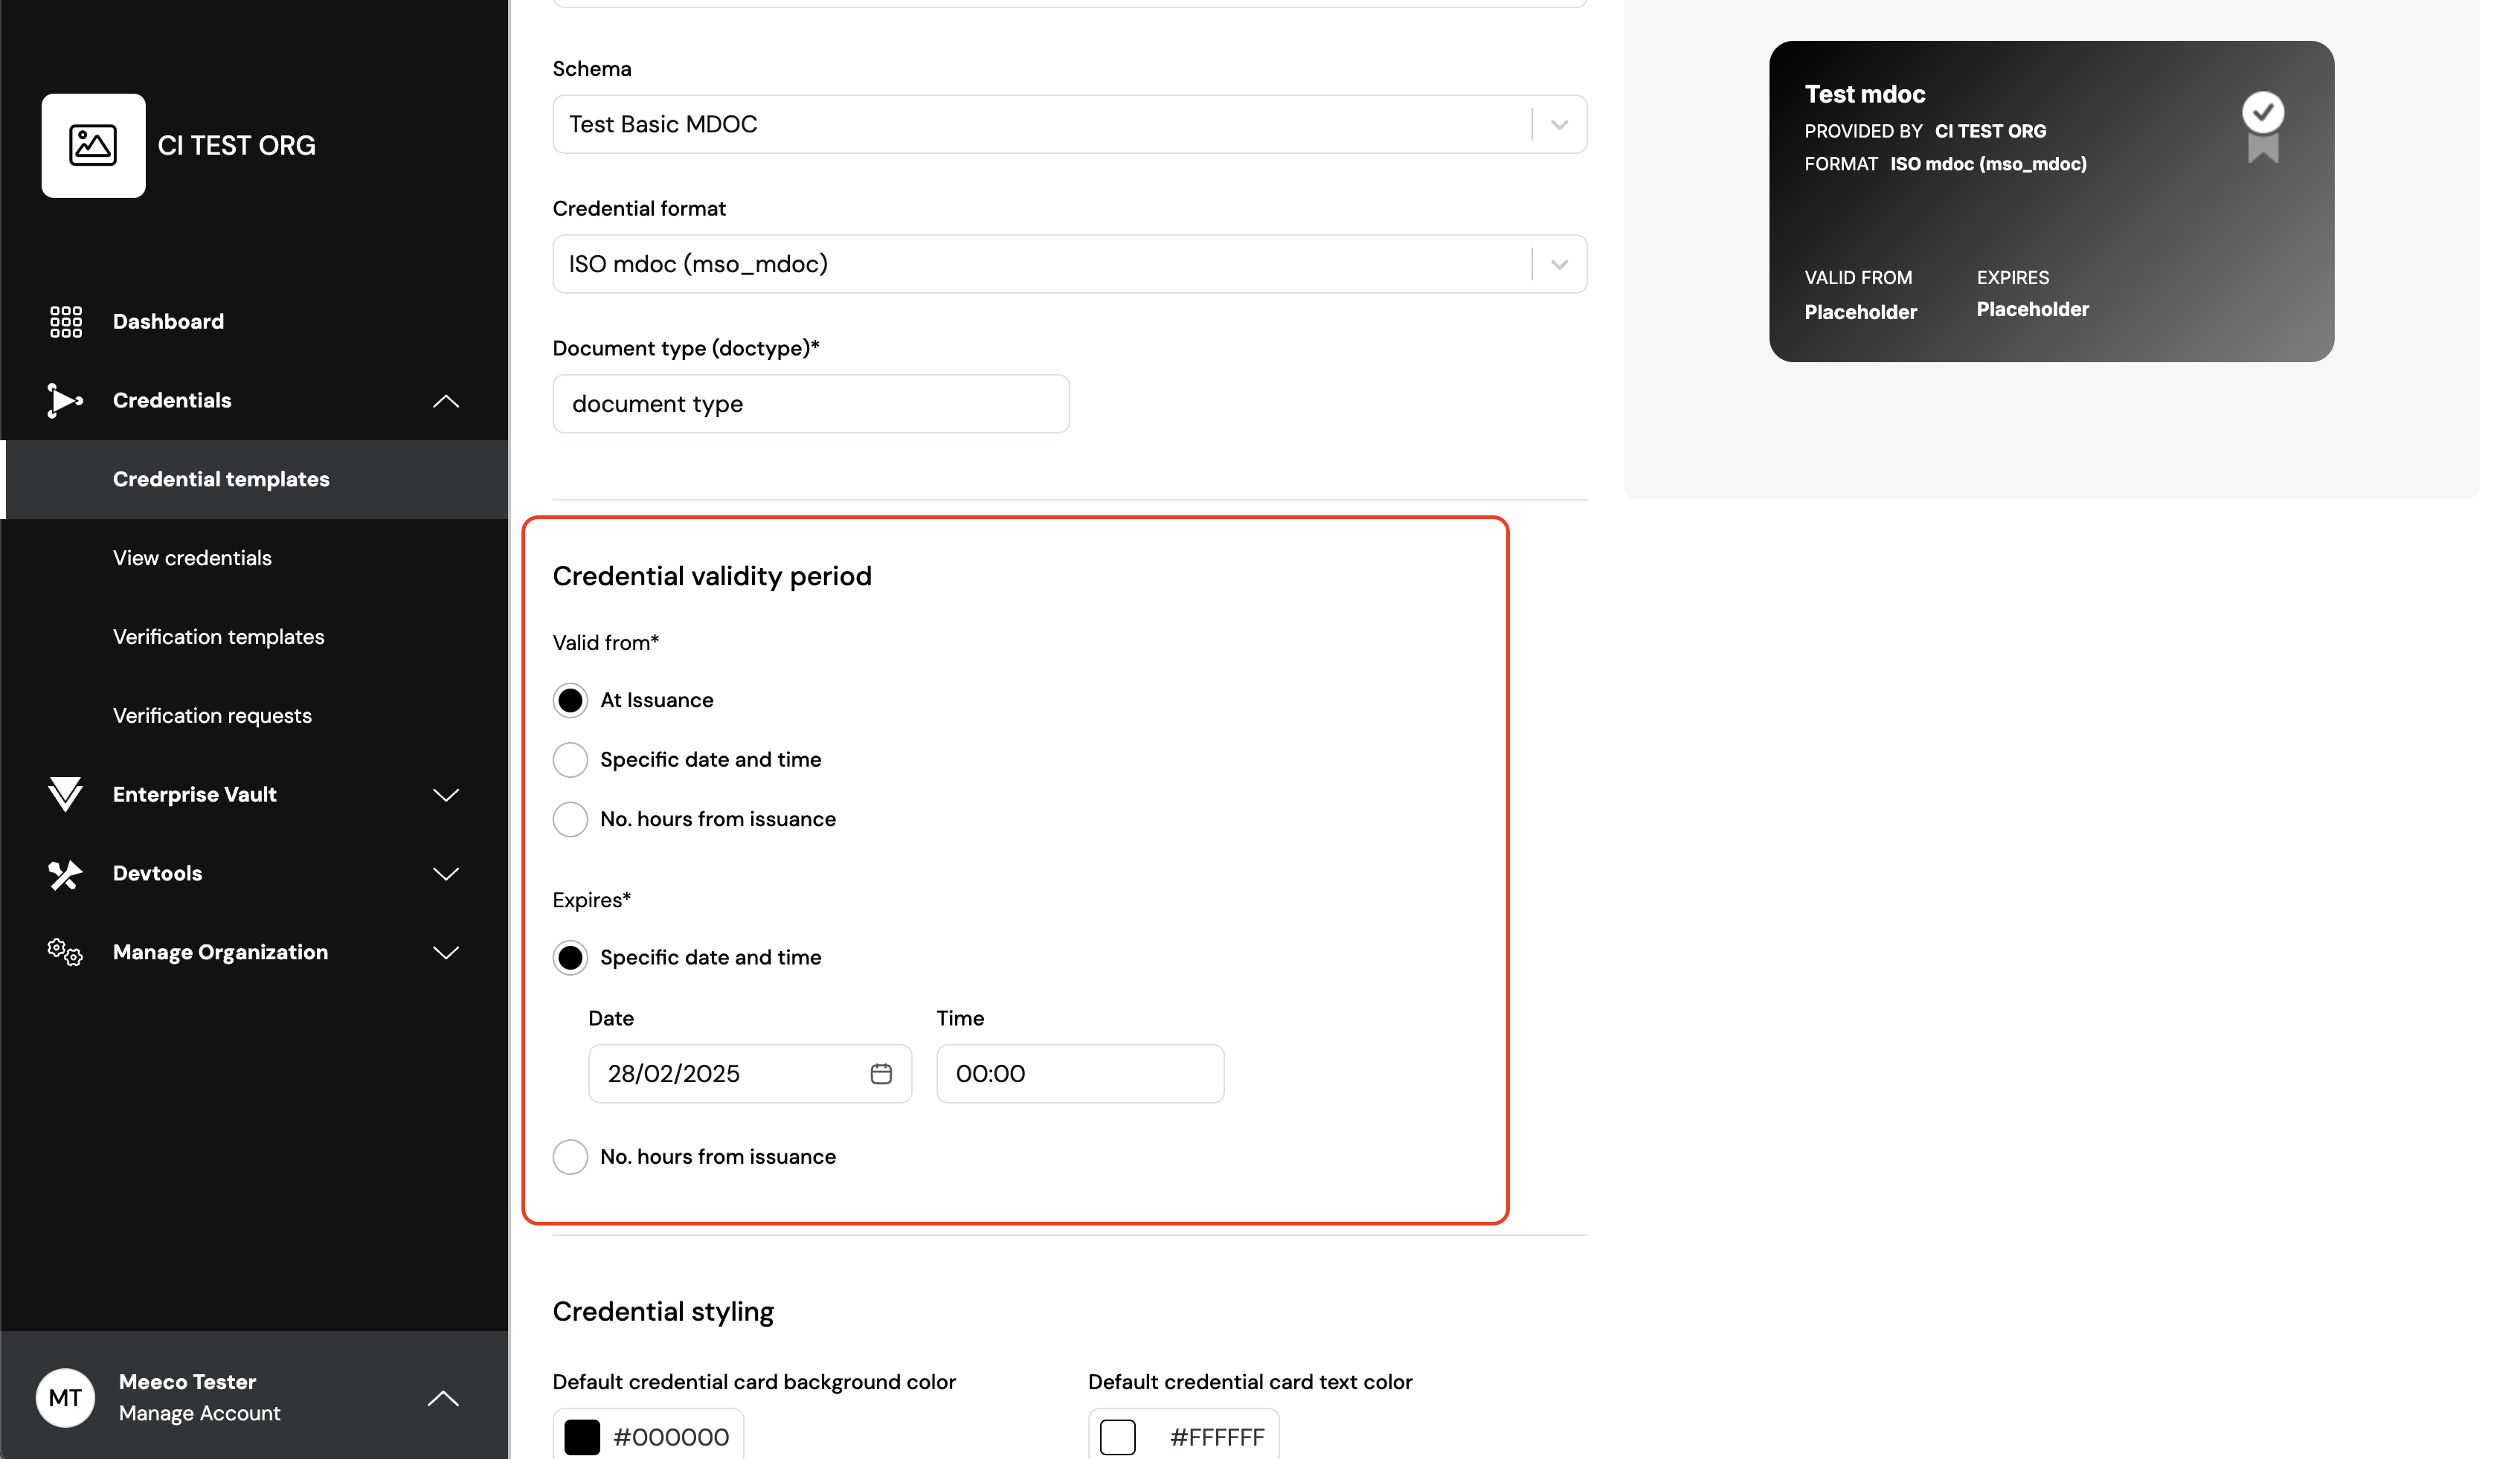 CI TEST ORG
Dashboard
Credentials
Credential templates
View credentials
Verification templates
Verification requests
Enterprise Vault
Devtools
Manage Organization
MT
Meeco Tester
Manage Account
Schema
Test Basic MDOC
Credential format
ISO mdoc (mso_mdoc)
Document type (doctype)*
document type
Credential validity period
Valid from*
At Issuance
Specific date and time
No. hours from issuance
Expires*
Specific date and time
Date Time
28/02/2025 00:00
No. hours from issuance
Credential styling
Default credential card background color Default credential card text color
#000000 #FFFFFF
Test mdoc
PROVIDED BY CI TEST ORG
FORMAT ISO mdoc (mso_mdoc)
VALID FROM EXPIRES
Placeholder Placeholder